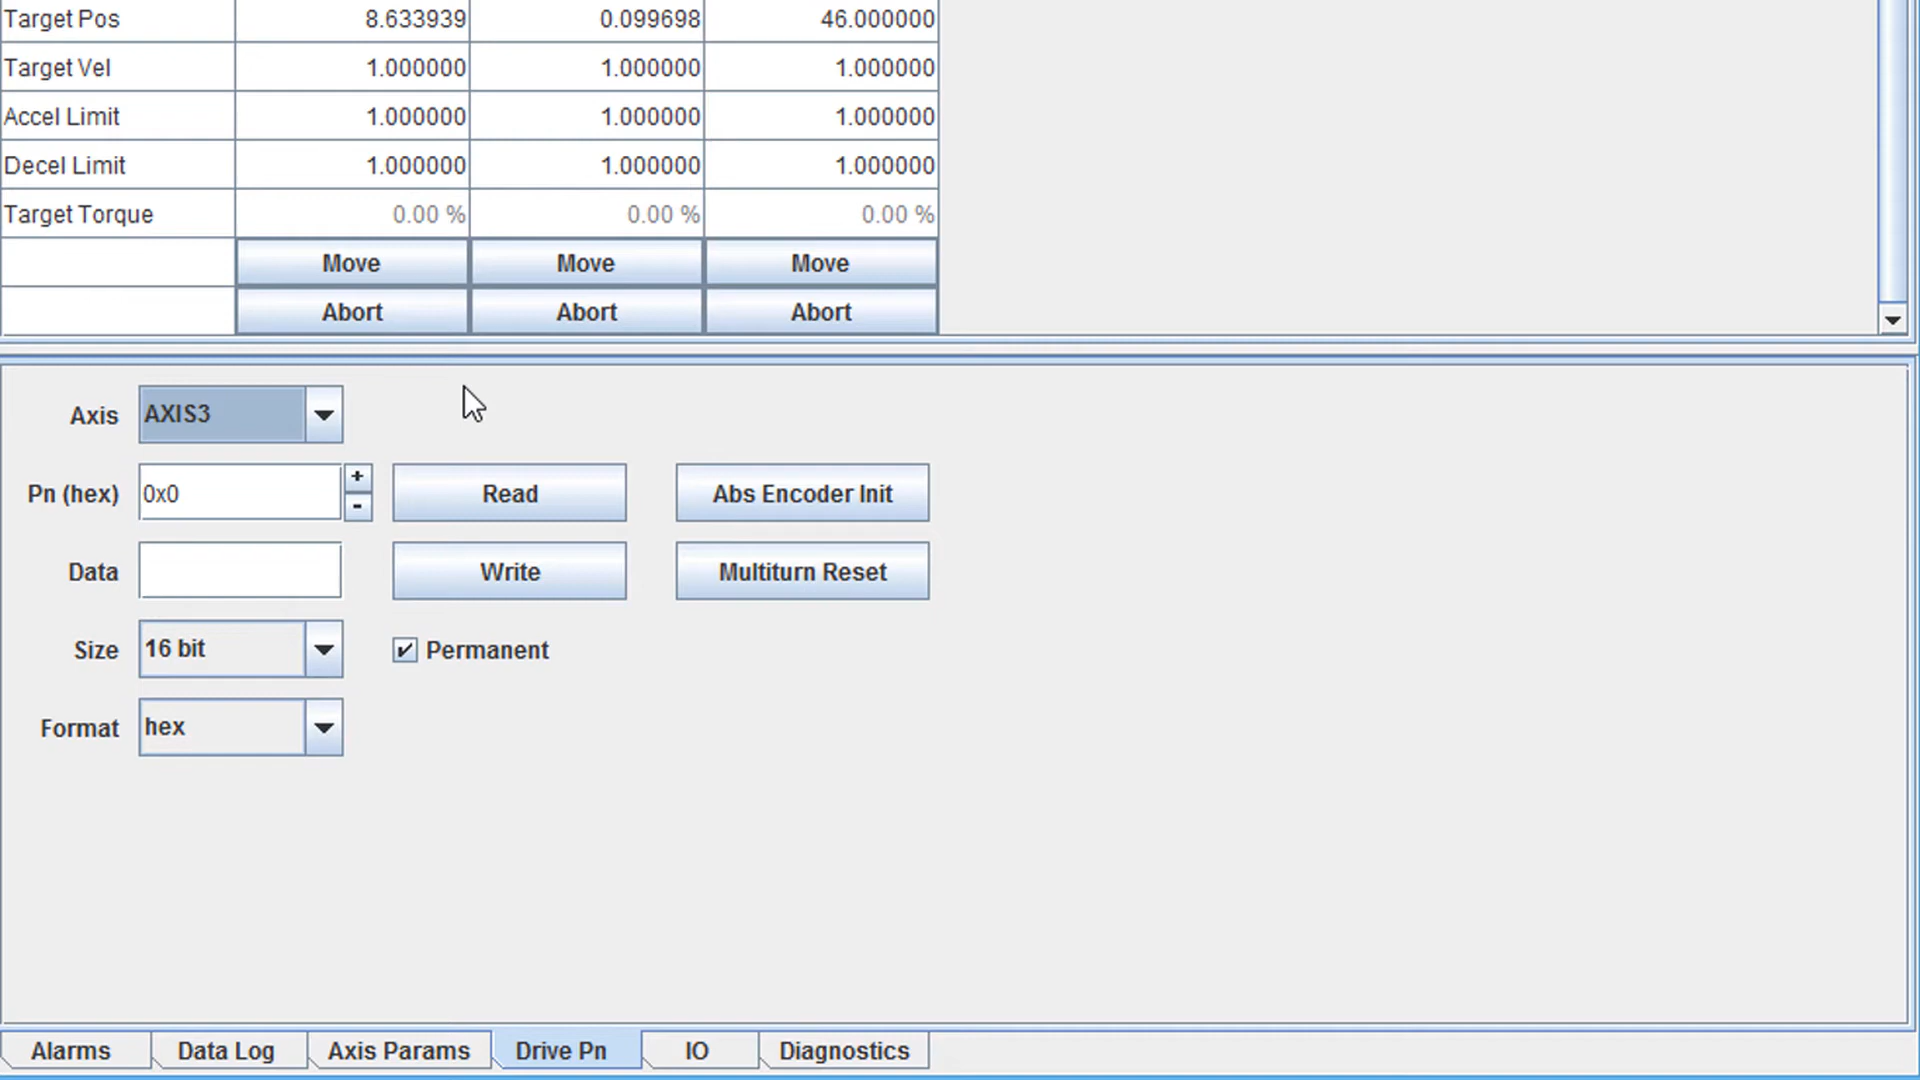 Target Pos 8.633939 0.099698 46.000000
Target Vel 1.000000 1.000000 1.000000
Accel Limit 1.000000 1.000000 1.000000
Decel Limit 1.000000 1.000000 1.000000
Target Torque 0.00 % 0.00 % 0.00 %
Move Move Move
Abort Abort Abort
Axis AXIS3
Pn (hex) 0x0 + - Read Abs Encoder Init
Data Write Multiturn Reset
Size 16 bit Permanent
Format hex
Alarms Data Log Axis Params Drive Pn IO Diagnostics